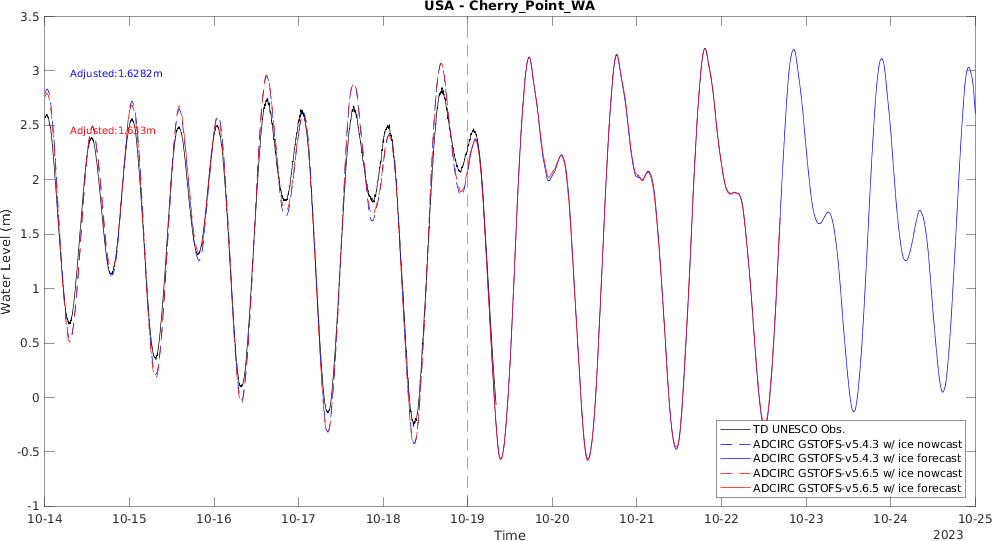 USA - Cherry_Point_WA
3.5
3
2.5
2
1.5
1
0.5
0
-0.5
-1
Water Level (m)
Adjusted:1.6282m
Adjusted:1.633m
TD UNESCO Obs.
ADCIRC GSTOFS-v5.4.3 w/ ice nowcast
ADCIRC GSTOFS-v5.4.3 w/ ice forecast
ADCIRC GSTOFS-v5.6.5 w/ ice nowcast
ADCIRC GSTOFS-v5.6.5 w/ ice forecast
10-14 10-15 10-16 10-17 10-18 10-19 10-20 10-21 10-22 10-23 10-24 10-25
Time
2023